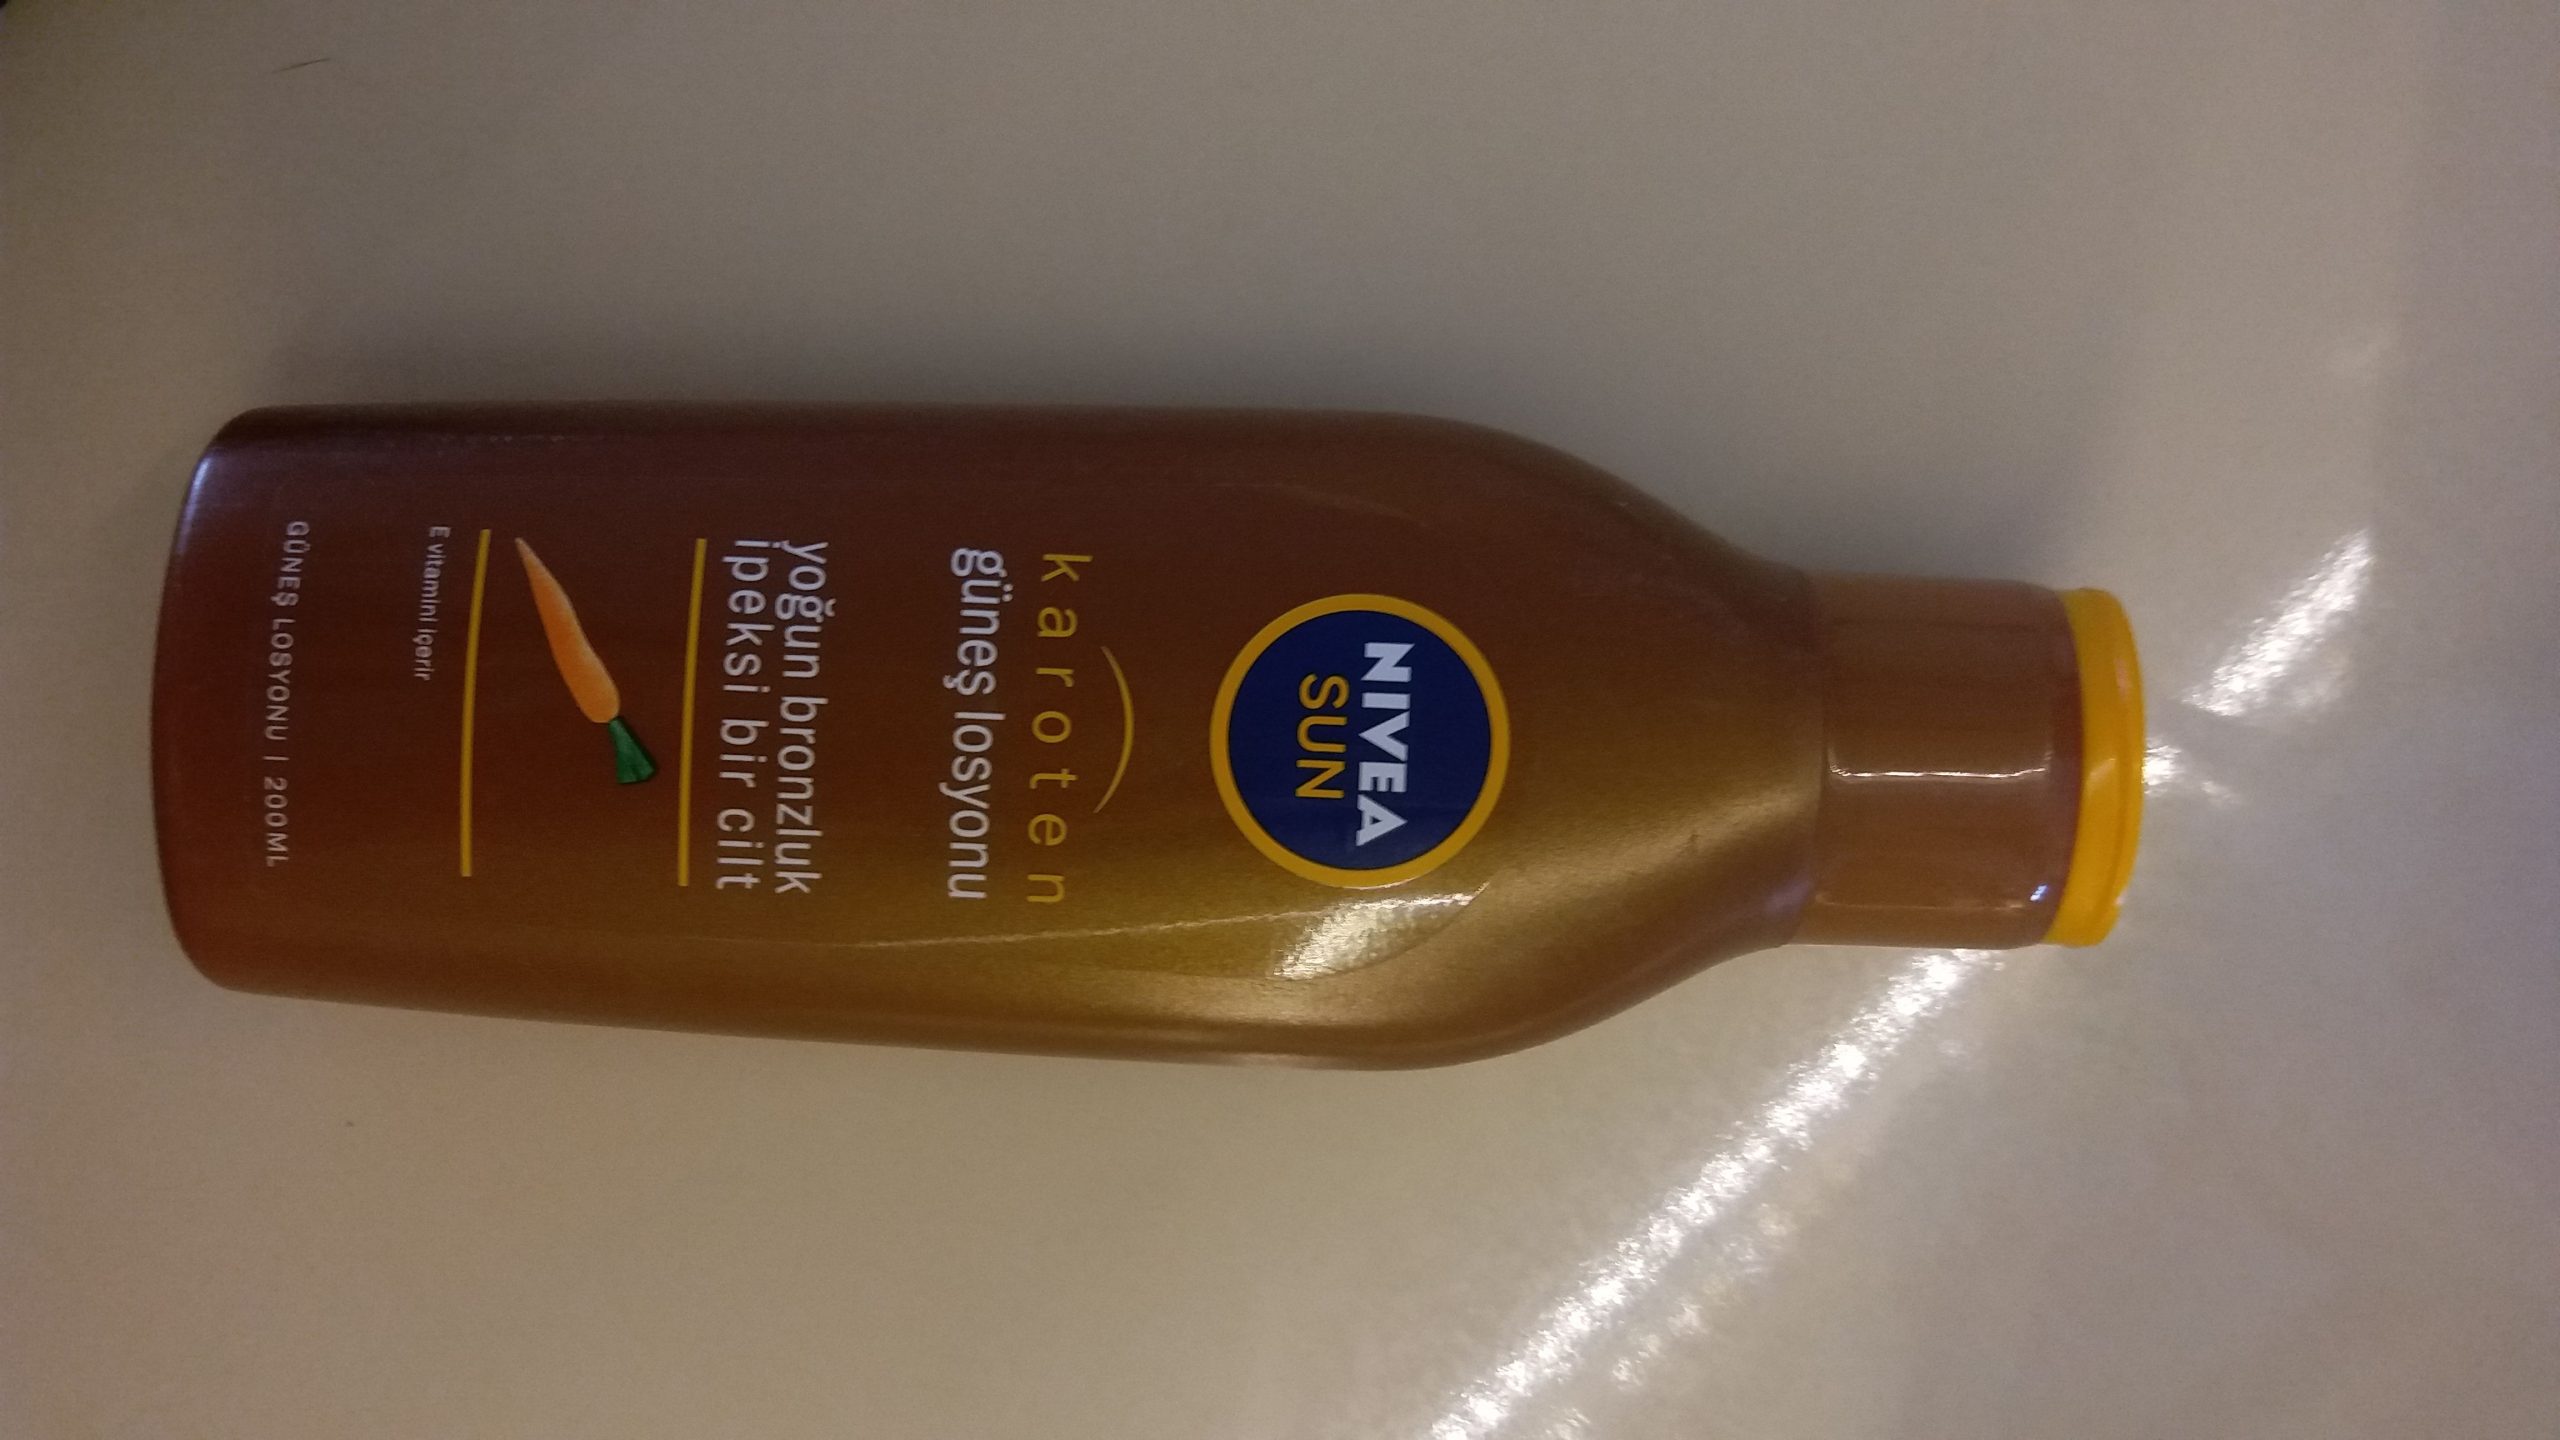 NIVEA
SUN
karoten
güneş losyonu
yoğun bronzluk
ipeksi bir cilt
E vitamini içerir
GÜNEŞ LOSYONU | 200ML